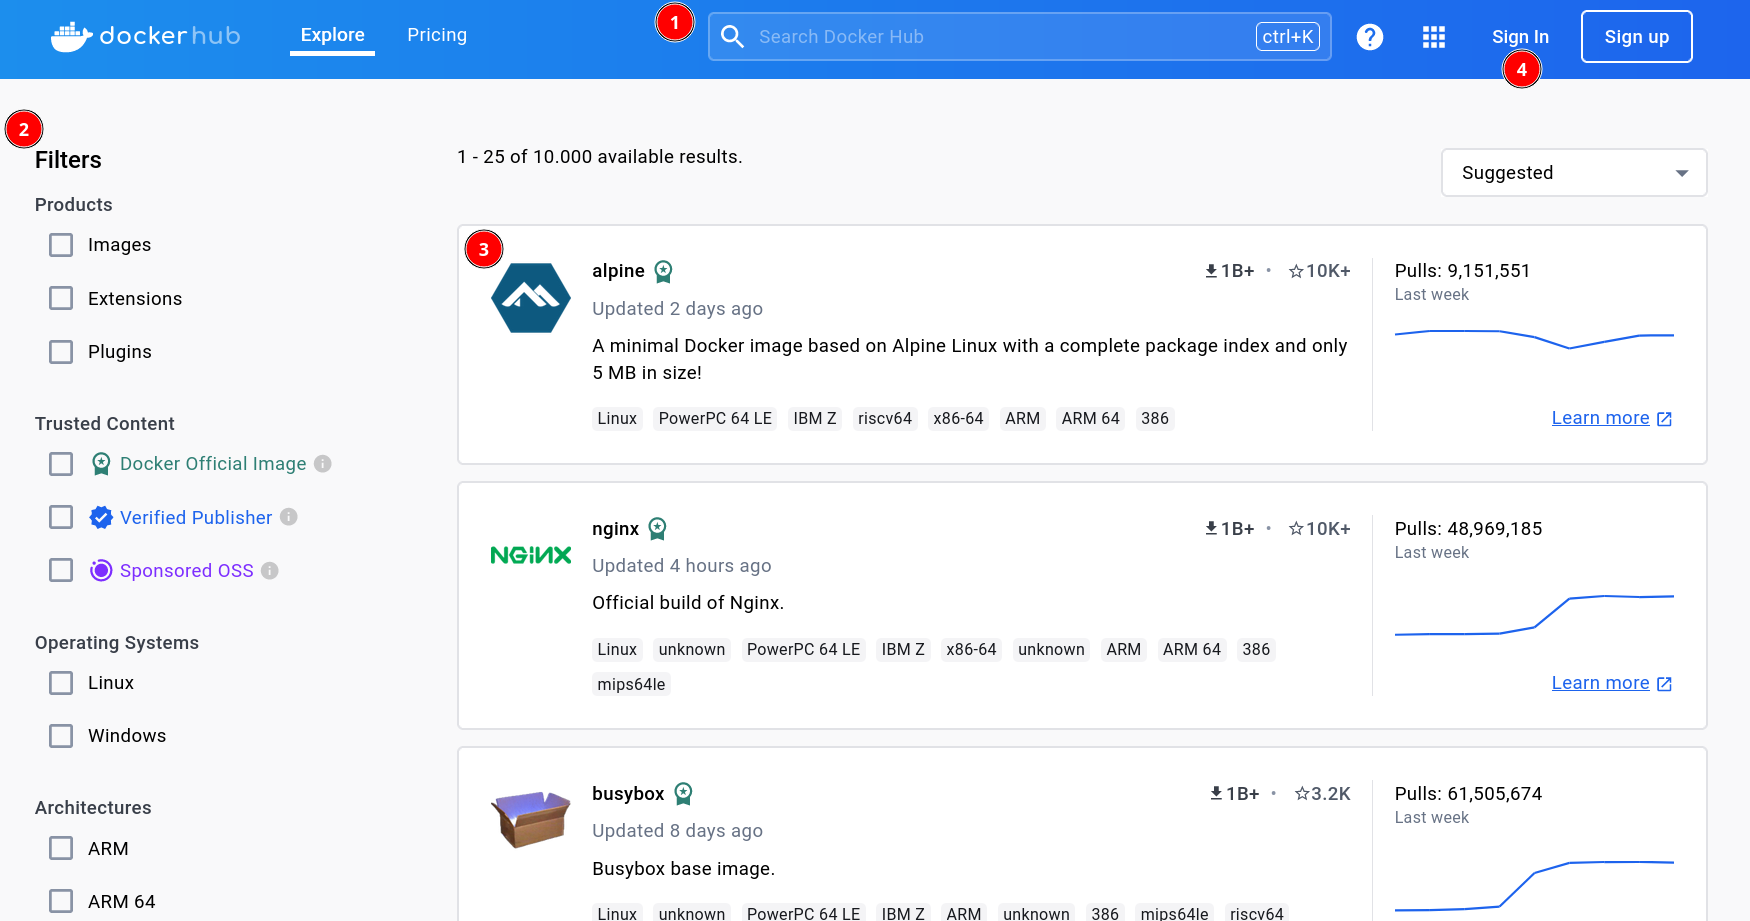 dockerhub
Explore
Pricing
1
Search Docker Hub
ctrl+K
?
Sign In
Sign up
4
2
Filters
Products
Images
Extensions
Plugins
Trusted Content
Docker Official Image
Verified Publisher
Sponsored OSS
Operating Systems
Linux
Windows
Architectures
ARM
ARM 64
1 - 25 of 10.000 available results.
Suggested
3
alpine
1B+ • 10K+
Updated 2 days ago
A minimal Docker image based on Alpine Linux with a complete package index and only
5 MB in size!
Linux PowerPC 64 LE IBM Z riscv64 x86-64 ARM ARM 64 386
Pulls: 9,151,551
Last week
Learn more
NGINX
nginx
1B+ • 10K+
Updated 4 hours ago
Official build of Nginx.
Linux unknown PowerPC 64 LE IBM Z x86-64 unknown ARM ARM 64 386
mips64le
Pulls: 48,969,185
Last week
Learn more
busybox
1B+ • 3.2K
Updated 8 days ago
Busybox base image.
Linux unknown PowerPC 64 LE IBM Z ARM unknown 386 mips64le riscv64
Pulls: 61,505,674
Last week